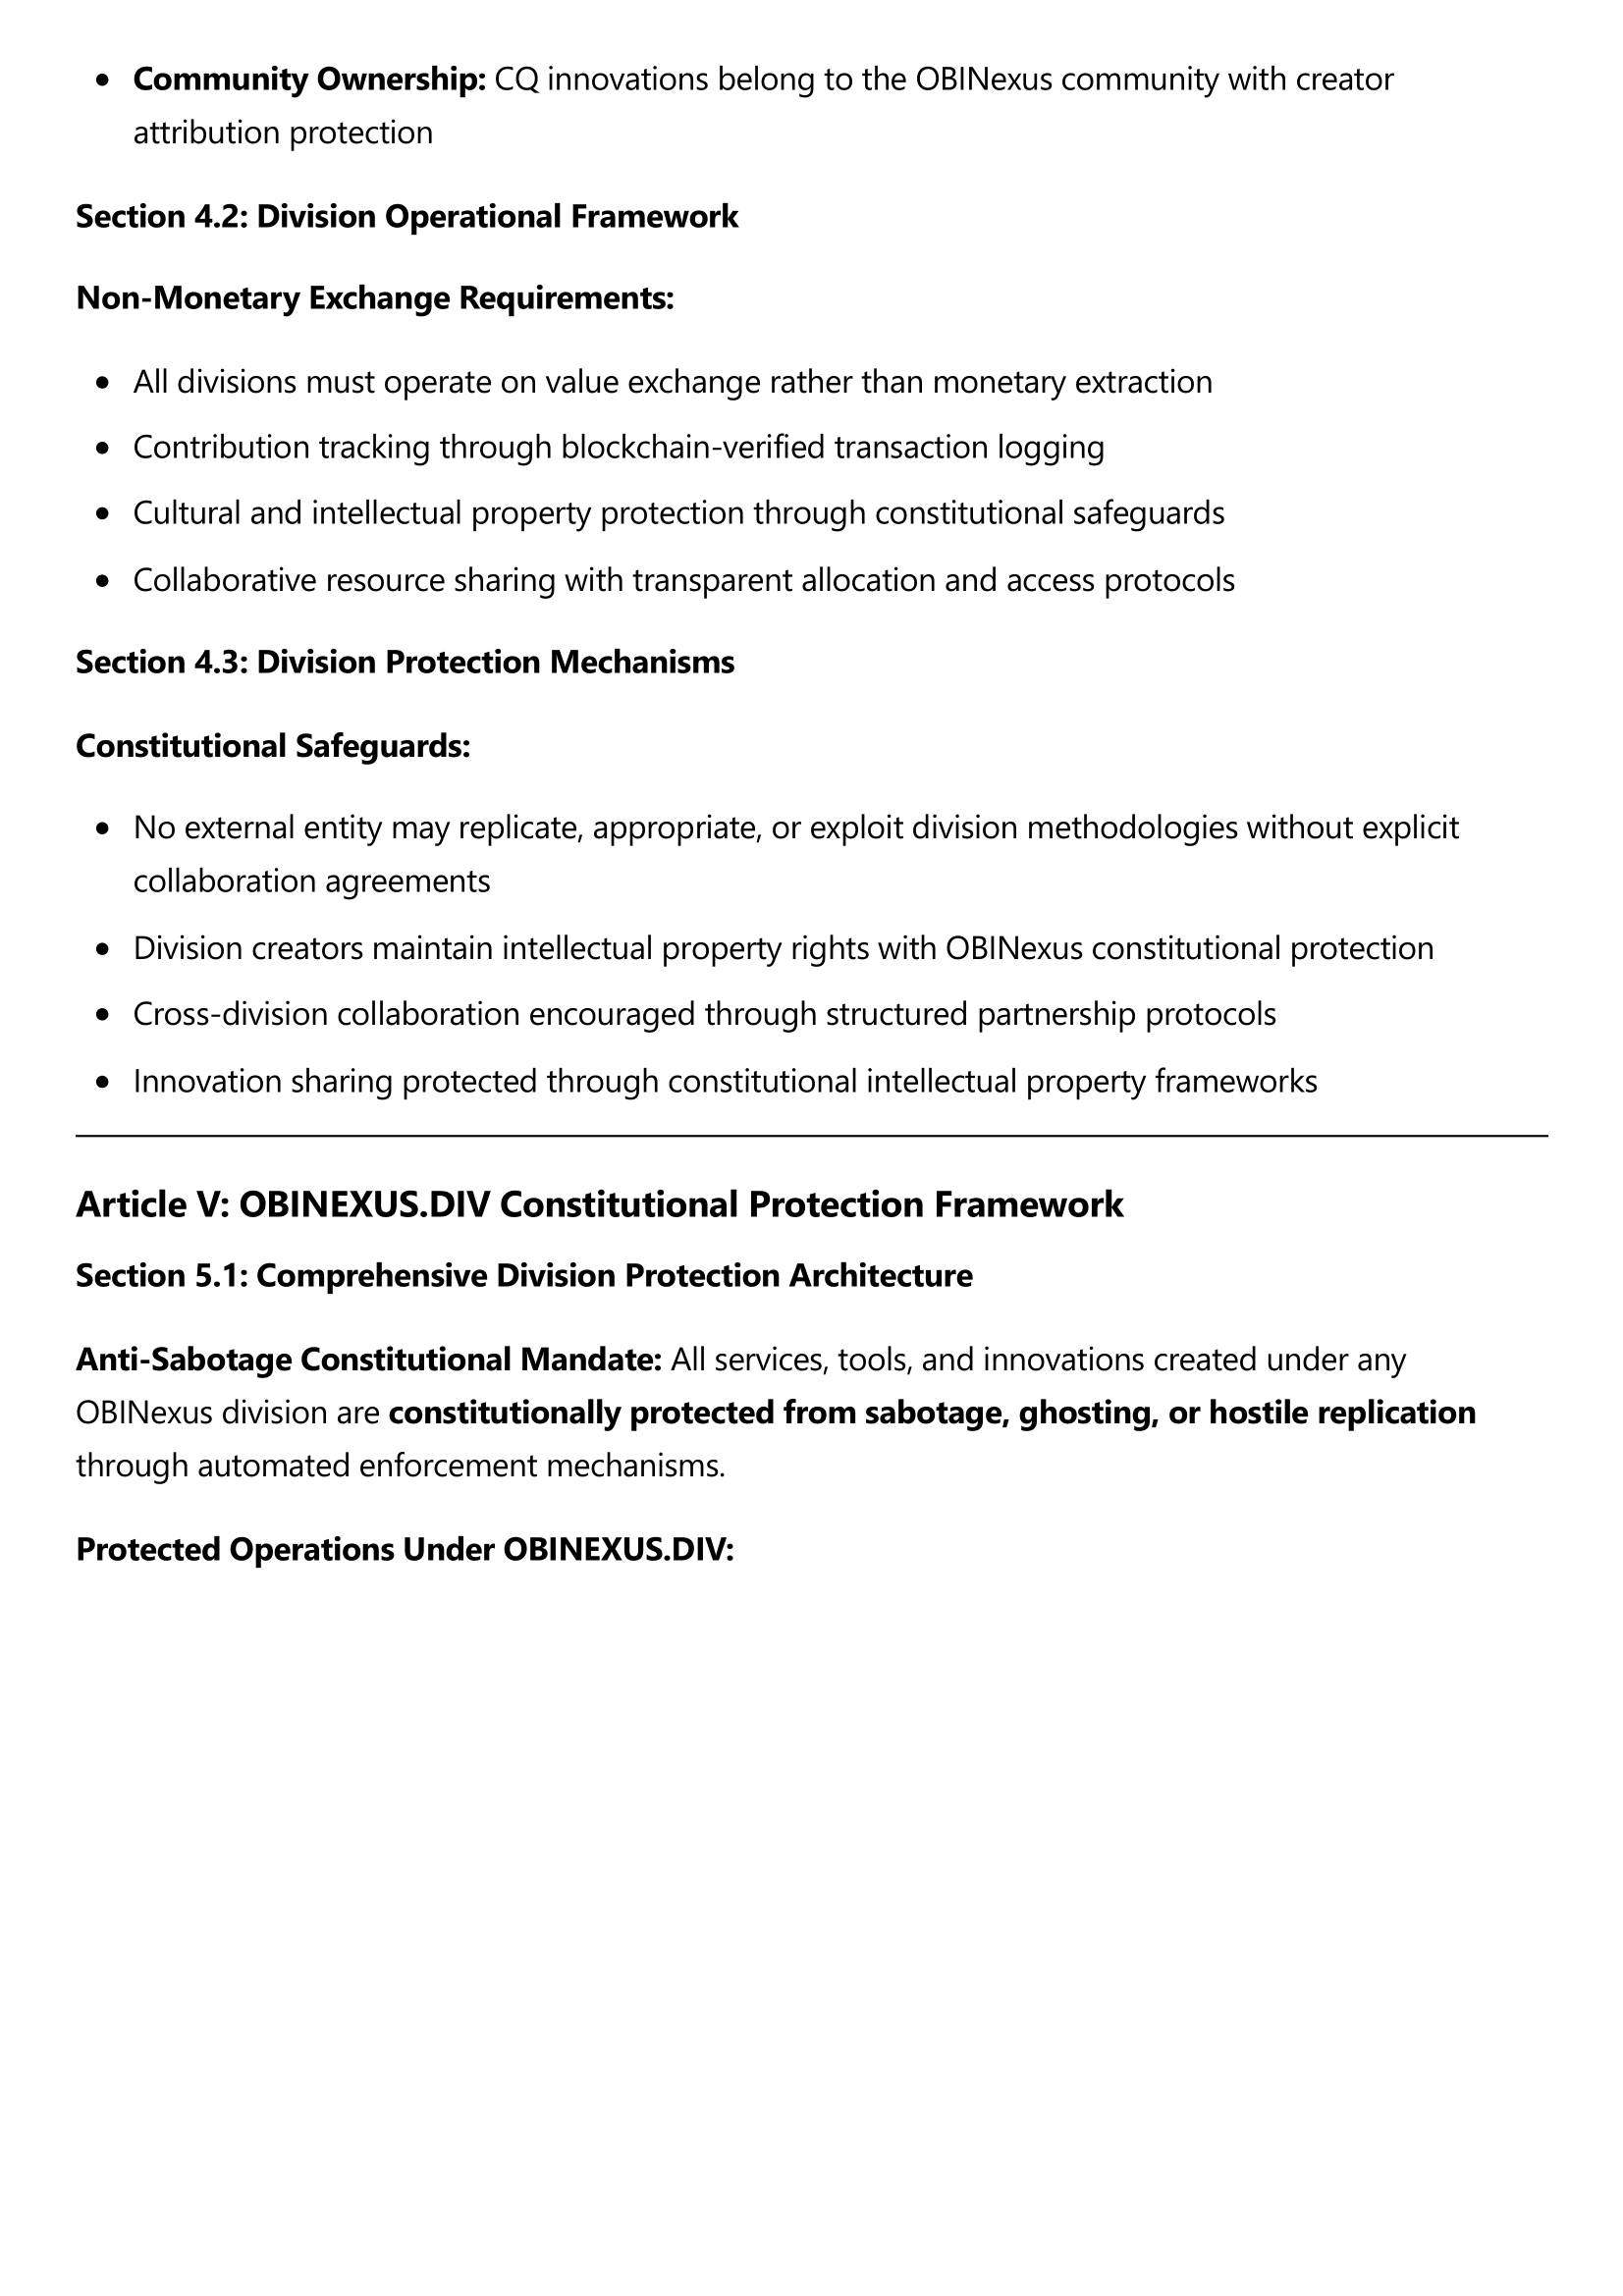 • Community Ownership: CQ innovations belong to the OBINexus community with creator
attribution protection
Section 4.2: Division Operational Framework
Non-Monetary Exchange Requirements:
• All divisions must operate on value exchange rather than monetary extraction
• Contribution tracking through blockchain-verified transaction logging
• Cultural and intellectual property protection through constitutional safeguards
• Collaborative resource sharing with transparent allocation and access protocols
Section 4.3: Division Protection Mechanisms
Constitutional Safeguards:
• No external entity may replicate, appropriate, or exploit division methodologies without explicit
collaboration agreements
• Division creators maintain intellectual property rights with OBINexus constitutional protection
• Cross-division collaboration encouraged through structured partnership protocols
• Innovation sharing protected through constitutional intellectual property frameworks
Article V: OBINEXUS.DIV Constitutional Protection Framework
Section 5.1: Comprehensive Division Protection Architecture
Anti-Sabotage Constitutional Mandate: All services, tools, and innovations created under any
OBINexus division are constitutionally protected from sabotage, ghosting, or hostile replication
through automated enforcement mechanisms.
Protected Operations Under OBINEXUS.DIV: